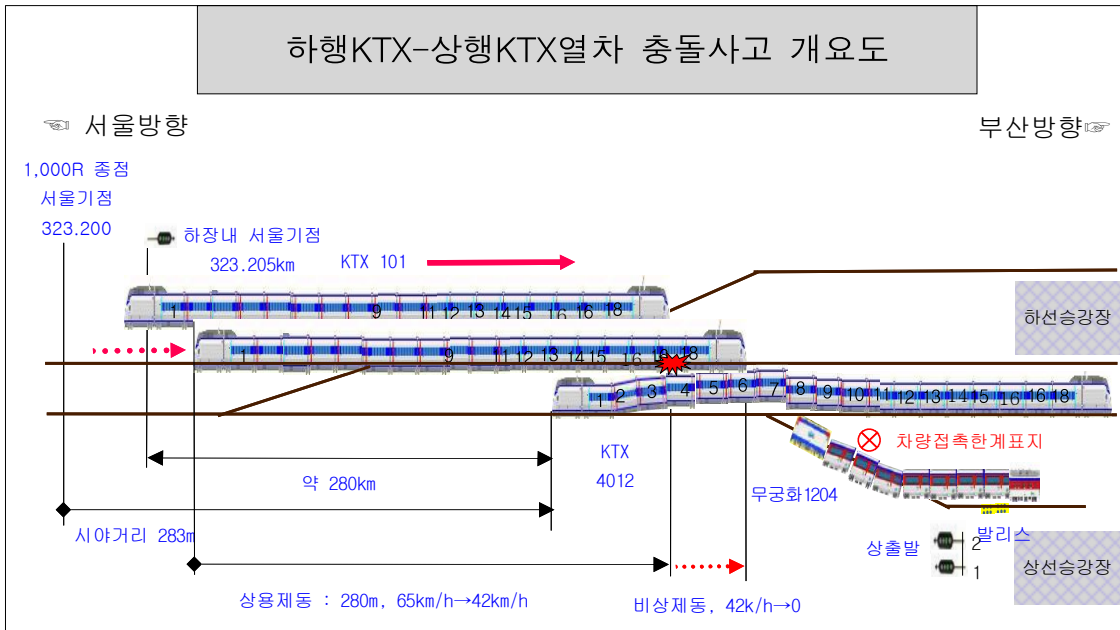 하행KTX-상행KTX열차 충돌사고 개요도
☜ 서울방향
부산방향☞
1,000R 종점
서울기점
323.200
하장내 서울기점
323.205km
KTX 101
1 9 11 12 13 14 15 16 16 18
하선승강장
1 9 11 12 13 14 15 16 18 18
1 2 3 4 5 6 7 8 9 10 11 12 13 14 15 16 16 18
차량접촉한계표지
약 280km
KTX
4012
무궁화1204
시야거리 283m
상출발
2
1
발리스
상선승강장
상용제동 : 280m, 65km/h→42km/h
비상제동, 42k/h→0